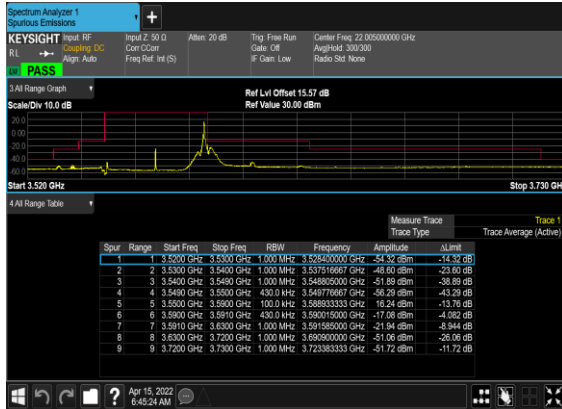 Spectrum Analyzer 1
Spurious Emissions
+
KEYSIGHT Input: RF Input Z: 50 Ω Atten: 20 dB Trig: Free Run Center Freq: 22.005000000 GHz
RL Coupling: DC Corr CCorr Gate: Off Avg|Hold: 300/300
Align: Auto Freq Ref: Int (S) IF Gain: Low Radio Std: None
PASS
3 All Range Graph Ref Lvl Offset 15.57 dB
Scale/Div 10.0 dB Ref Value 30.00 dBm
20.0
0.00
-20.0
-40.0
-60.0
Start 3.520 GHz Stop 3.730 GH
4 All Range Table
Measure Trace Trace 1
Trace Type Trace Average (Active)
Spur Range Start Freq Stop Freq RBW Frequency Amplitude ΔLimit
1 1 3.5200 GHz 3.5300 GHz 1.000 MHz 3.528400000 GHz -54.32 dBm -14.32 dB
2 2 3.5300 GHz 3.5400 GHz 1.000 MHz 3.537516667 GHz -48.60 dBm -23.60 dB
3 3 3.5400 GHz 3.5490 GHz 1.000 MHz 3.548805000 GHz -51.89 dBm -38.89 dB
4 4 3.5490 GHz 3.5500 GHz 430.0 kHz 3.549776667 GHz -56.29 dBm -43.29 dB
5 5 3.5500 GHz 3.5900 GHz 100.0 kHz 3.588933333 GHz 16.24 dBm -13.76 dB
6 6 3.5900 GHz 3.5910 GHz 430.0 kHz 3.590015000 GHz -17.08 dBm -4.082 dB
7 7 3.5910 GHz 3.6300 GHz 1.000 MHz 3.591585000 GHz -21.94 dBm -8.944 dB
8 8 3.6300 GHz 3.7200 GHz 1.000 MHz 3.690900000 GHz -51.06 dBm -26.06 dB
9 9 3.7200 GHz 3.7300 GHz 1.000 MHz 3.723383333 GHz -51.72 dBm -11.72 dB
? Apr 15, 2022
6:45:24 AM